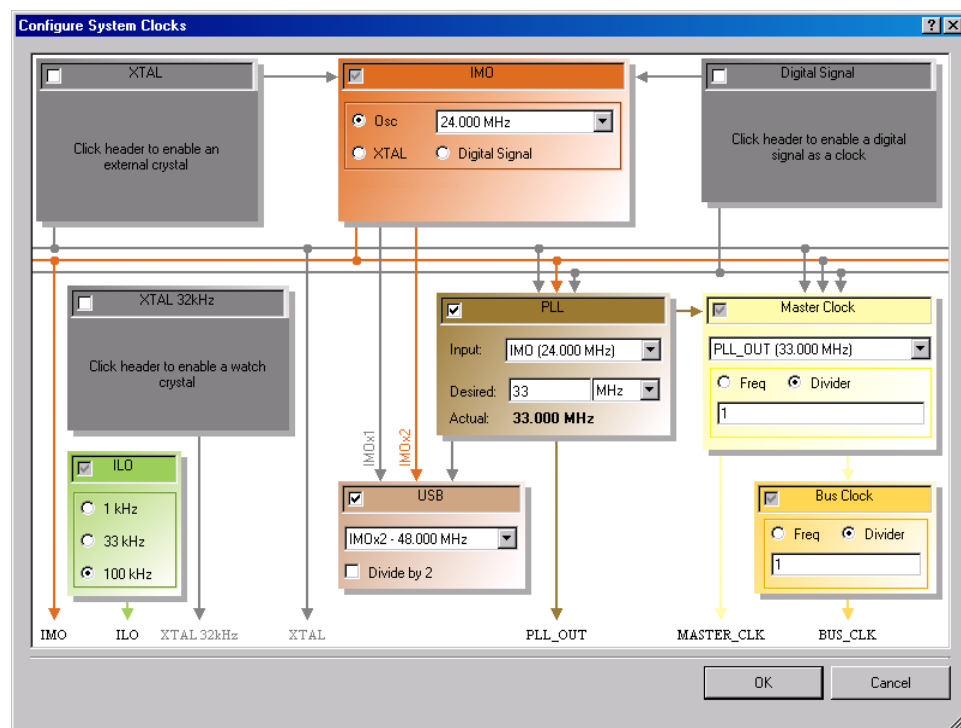 Configure System Clocks
XTAL
Click header to enable an
external crystal
IMO
Osc
24.000 MHz
XTAL
Digital Signal
Digital Signal
Click header to enable a digital
signal as a clock
XTAL 32kHz
Click header to enable a watch
crystal
PLL
Input:
IMO (24.000 MHz)
Desired:
33
MHz
Actual:
33.000 MHz
Master Clock
PLL_OUT (33.000 MHz)
Freq
Divider
1
IMOx1
IMOx2
ILO
1 kHz
33 kHz
100 kHz
USB
IMOx2 - 48.000 MHz
Divide by 2
Bus Clock
Freq
Divider
1
IMO
ILO
XTAL 32kHz
XTAL
PLL_OUT
MASTER_CLK
BUS_CLK
OK
Cancel